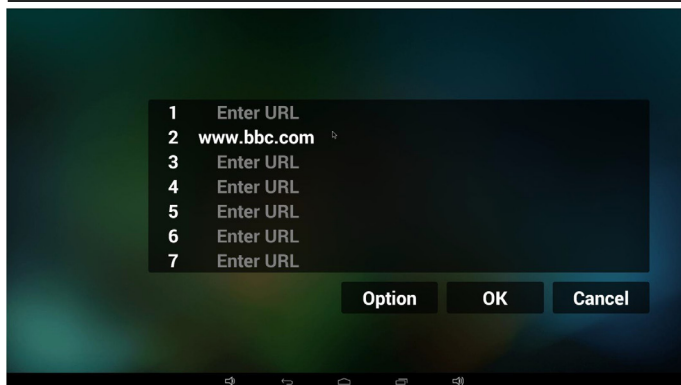 1 Enter URL
2 www.bbc.com
3 Enter URL
4 Enter URL
5 Enter URL
6 Enter URL
7 Enter URL
Option OK Cancel